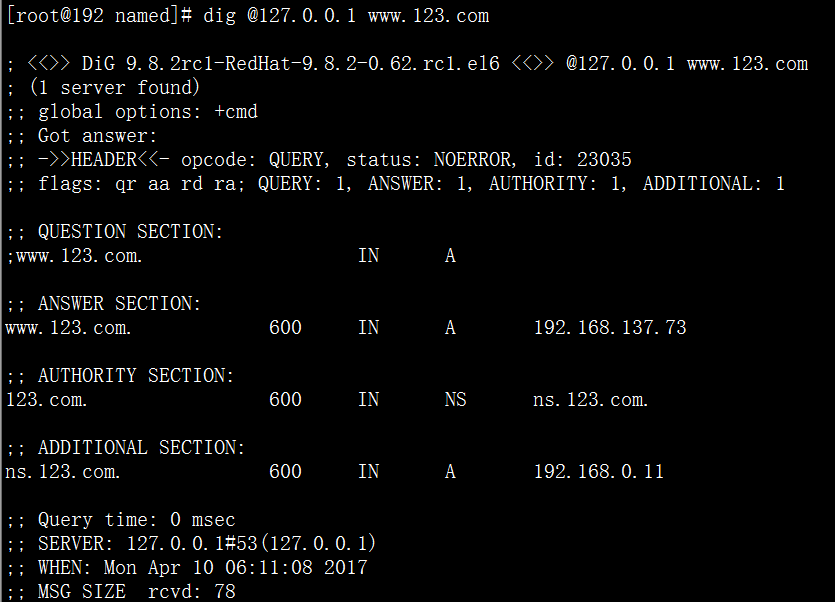 [root@192 named]# dig @127.0.0.1 www.123.com
; <<>> DiG 9.8.2rc1-RedHat-9.8.2-0.62.rc1.el6 <<>> @127.0.0.1 www.123.com
; (1 server found)
;; global options: +cmd
;; Got answer:
;; ->>HEADER<<- opcode: QUERY, status: NOERROR, id: 23035
;; flags: qr aa rd ra; QUERY: 1, ANSWER: 1, AUTHORITY: 1, ADDITIONAL: 1
;; QUESTION SECTION:
;www.123.com. IN A
;; ANSWER SECTION:
www.123.com. 600 IN A 192.168.137.73
;; AUTHORITY SECTION:
123.com. 600 IN NS ns.123.com.
;; ADDITIONAL SECTION:
ns.123.com. 600 IN A 192.168.0.11
;; Query time: 0 msec
;; SERVER: 127.0.0.1#53(127.0.0.1)
;; WHEN: Mon Apr 10 06:11:08 2017
;; MSG SIZE rcvd: 78